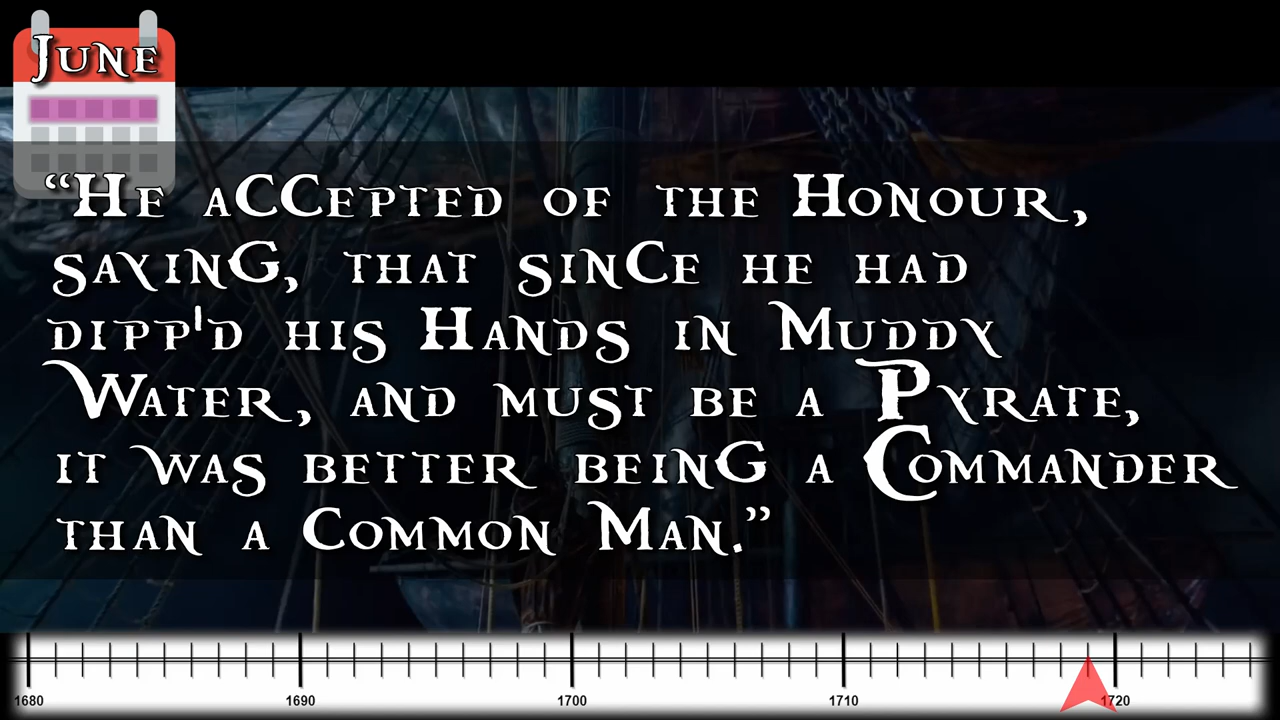 June
“He accepted of the Honour,
saying, that since he had
dipp'd his Hands in Muddy
Water, and must be a Pyrate,
it was better being a Commander
than a Common Man.”
1680 1690 1700 1710 1720